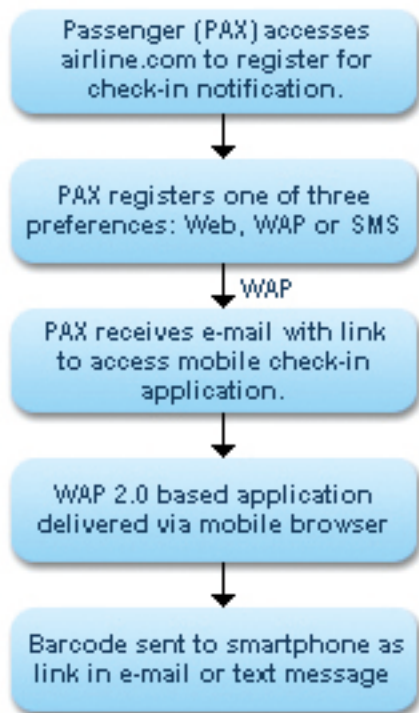 Passenger (PAX) accesses
airline.com to register for
check-in notification.
PAX registers one of three
preferences: Web, WAP or SMS
WAP
PAX receives e-mail with link
to access mobile check-in
application.
WAP 2.0 based application
delivered via mobile browser
Barcode sent to smartphone as
link in e-mail or text message